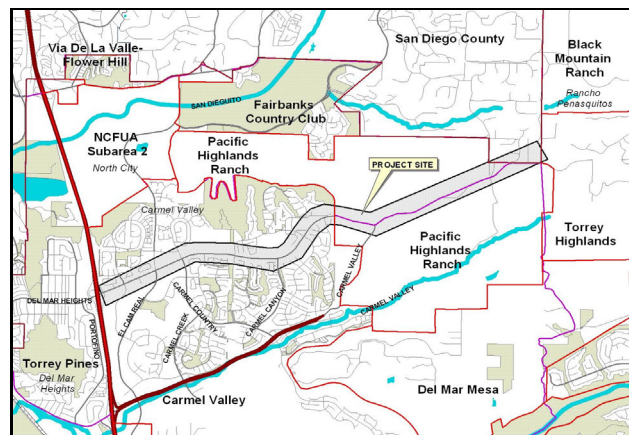 Via De La Valle-
Flower Hill
San Diego County
Black
Mountain
Ranch
Rancho
Penasquitos
SAN DIEGUITO
Fairbanks
Country Club
NCFUA
Subarea 2
North City
Pacific
Highlands
Ranch
PROJECT SITE
Carmel Valley
Pacific
Highlands
Ranch
Torrey
Highlands
DEL MAR HEIGHTS
EL CAM REAL
PORTOFINO
CARMEL COUNTRY
CARMEL CREEK
CARMEL CANYON
CARMEL VALLEY
CARMEL VALLEY
Torrey Pines
Del Mar
Heights
Carmel Valley
Del Mar Mesa